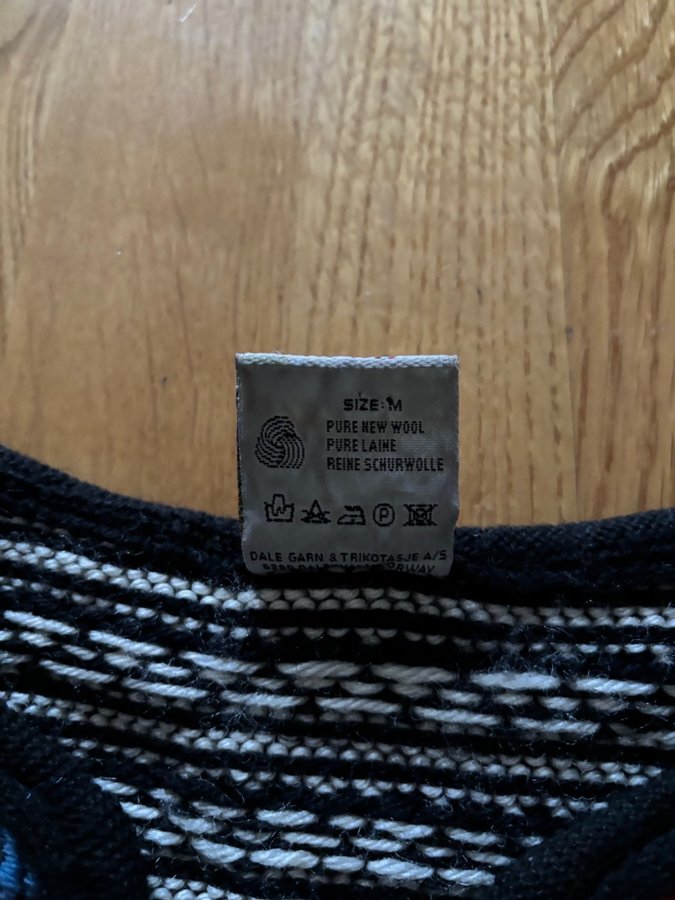 SIZE: M
PURE NEW WOOL
PURE LAINE
REINE SCHURWOLLE
W P
DALE GARN & TRIKOTASJE A/S